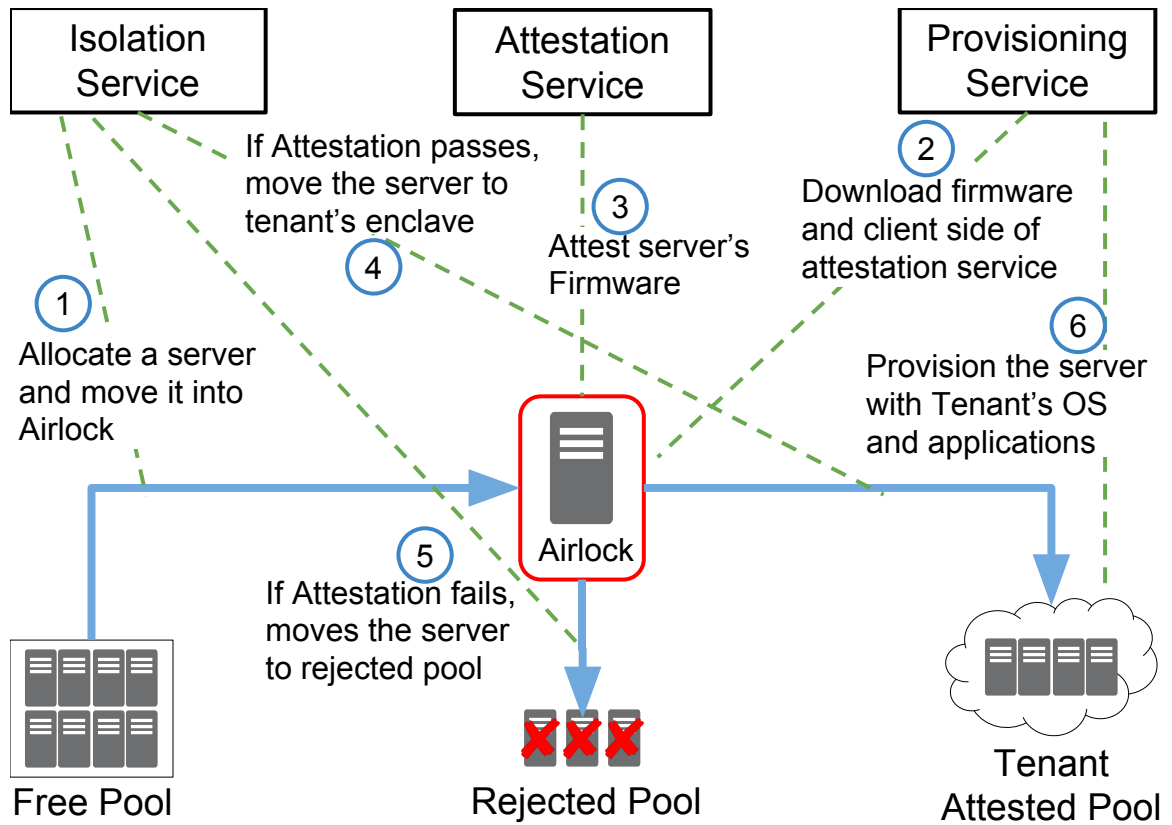 Isolation
Service
Attestation
Service
Provisioning
Service
If Attestation passes,
move the server to
tenant’s enclave
4
3
Attest server’s
Firmware
2
Download firmware
and client side of
attestation service
1
Allocate a server
and move it into
Airlock
6
Provision the server
with Tenant’s OS
and applications
Airlock
5
If Attestation fails,
moves the server
to rejected pool
Free Pool
Rejected Pool
Tenant
Attested Pool